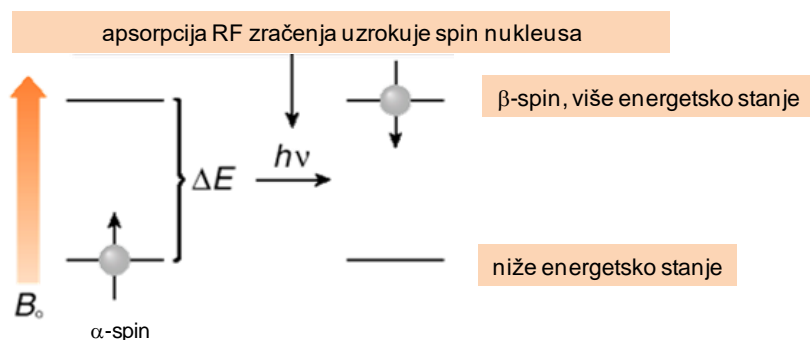 apsorpcija RF zračenja uzrokuje spin nukleusa
β-spin, više energetsko stanje
ΔE
hν
niže energetsko stanje
B₀
α-spin